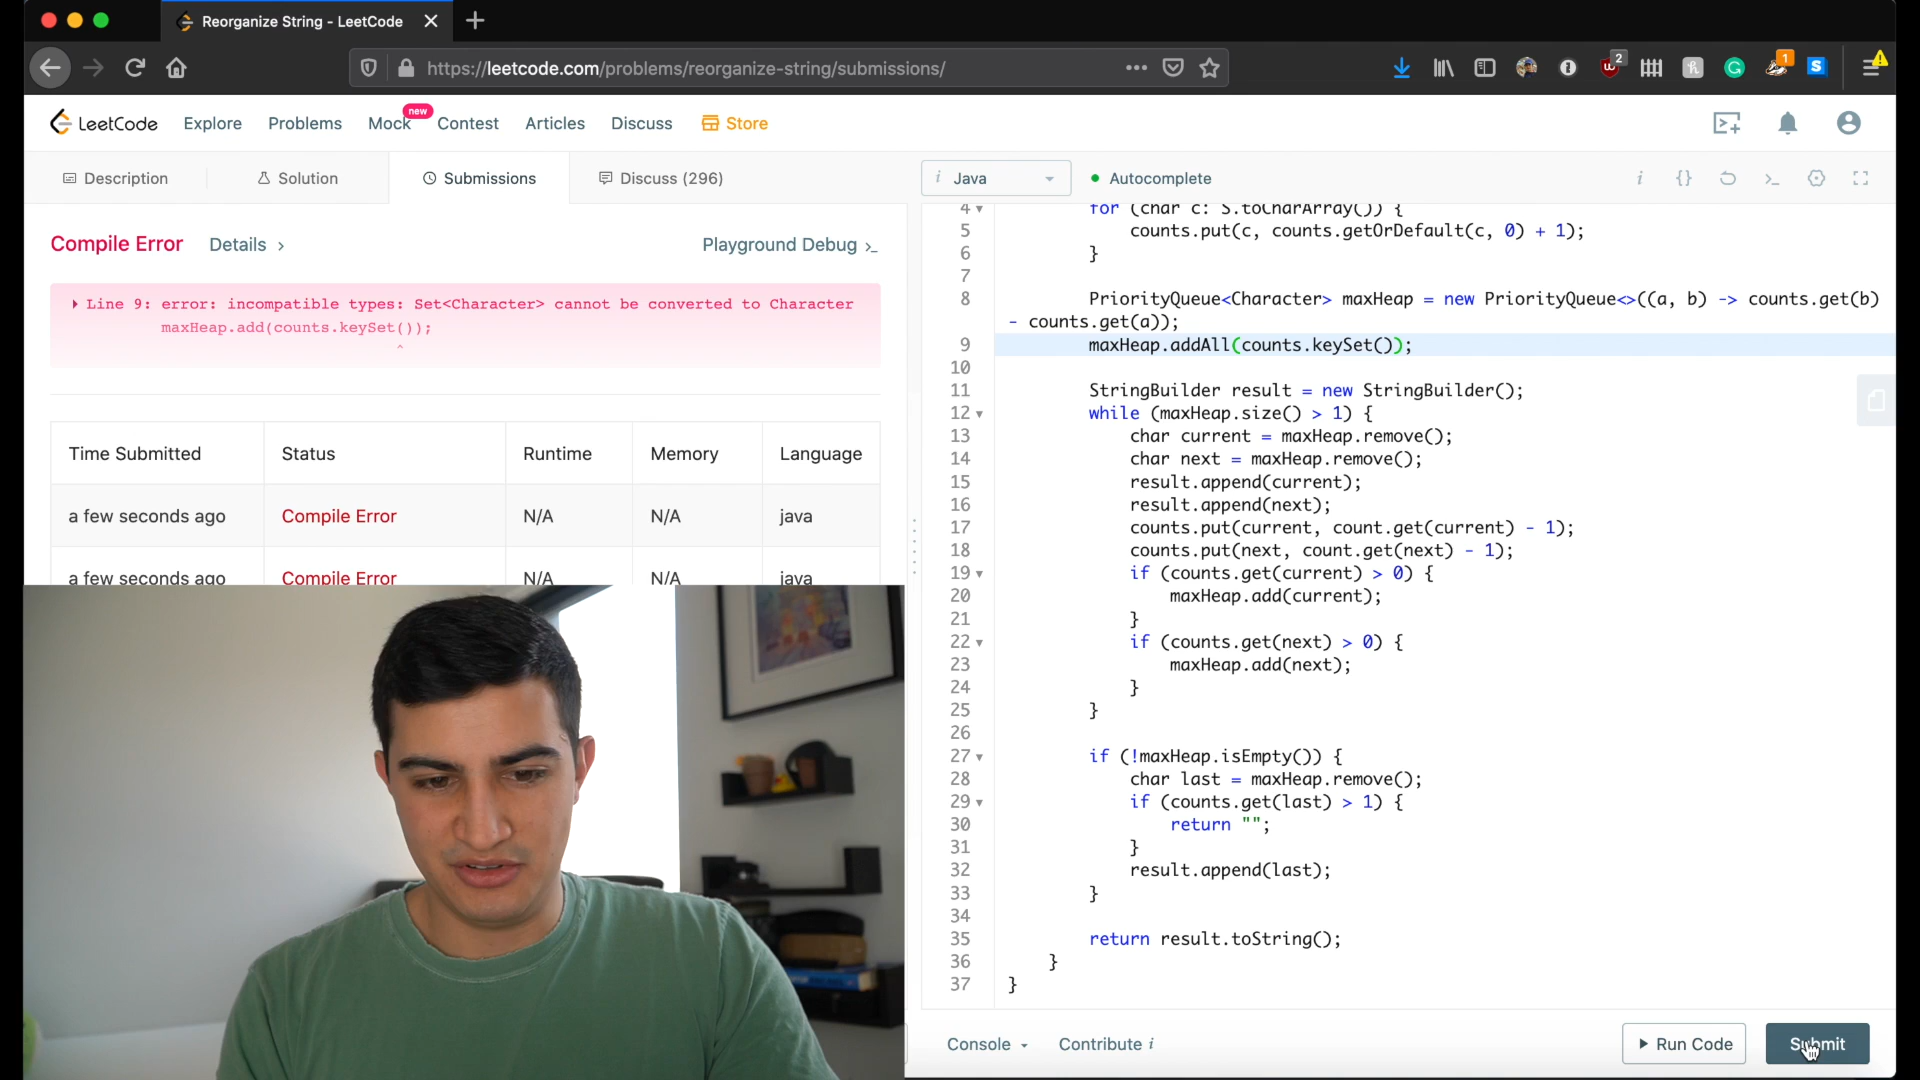 Reorganize String - LeetCode
https://leetcode.com/problems/reorganize-string/submissions/
2
1
LeetCode
Explore
Problems
Mock
new
Contest
Articles
Discuss
Store
Description
Solution
Submissions
Discuss (296)
i Java
Autocomplete
Compile Error
Details >
Playground Debug >_
Line 9: error: incompatible types: Set<Character> cannot be converted to Character
maxHeap.add(counts.keySet());
^
Time Submitted Status Runtime Memory Language
a few seconds ago Compile Error N/A N/A java
a few seconds ago Compile Error N/A N/A java
4 for (char c: S.toCharArray()) {
5 counts.put(c, counts.getOrDefault(c, 0) + 1);
6 }
7
8 PriorityQueue<Character> maxHeap = new PriorityQueue<>((a, b) -> counts.get(b)
- counts.get(a));
9 maxHeap.addAll(counts.keySet());
10
11 StringBuilder result = new StringBuilder();
12 while (maxHeap.size() > 1) {
13 char current = maxHeap.remove();
14 char next = maxHeap.remove();
15 result.append(current);
16 result.append(next);
17 counts.put(current, count.get(current) - 1);
18 counts.put(next, count.get(next) - 1);
19 if (counts.get(current) > 0) {
20 maxHeap.add(current);
21 }
22 if (counts.get(next) > 0) {
23 maxHeap.add(next);
24 }
25 }
26
27 if (!maxHeap.isEmpty()) {
28 char last = maxHeap.remove();
29 if (counts.get(last) > 1) {
30 return "";
31 }
32 result.append(last);
33 }
34
35 return result.toString();
36 }
37 }
Console
Contribute i
Run Code
Submit